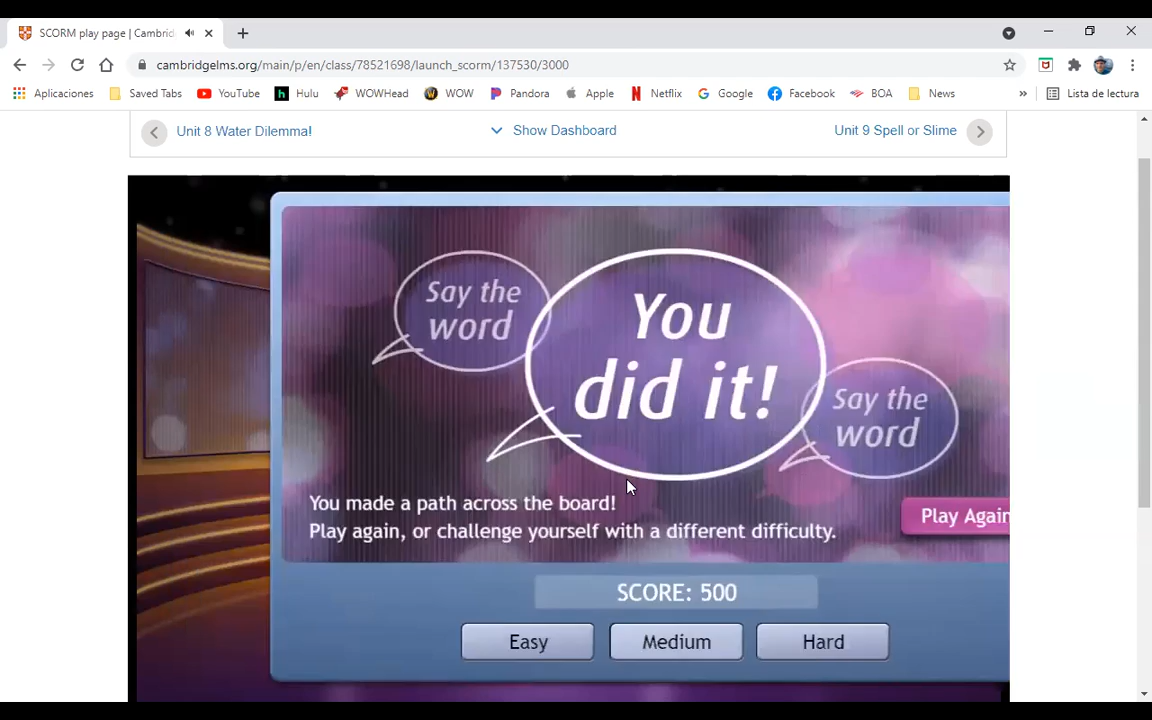 SCORM play page | Cambrid
cambridgelms.org/main/p/en/class/78521698/launch_scorm/137530/3000
Aplicaciones Saved Tabs YouTube Hulu WOWHead WOW Pandora Apple Netflix Google Facebook BOA News » Lista de lectura
Unit 8 Water Dilemma! Show Dashboard Unit 9 Spell or Slime
Say the
word
You
did it!
Say the
word
You made a path across the board!
Play again, or challenge yourself with a different difficulty.
Play Again
SCORE: 500
Easy Medium Hard